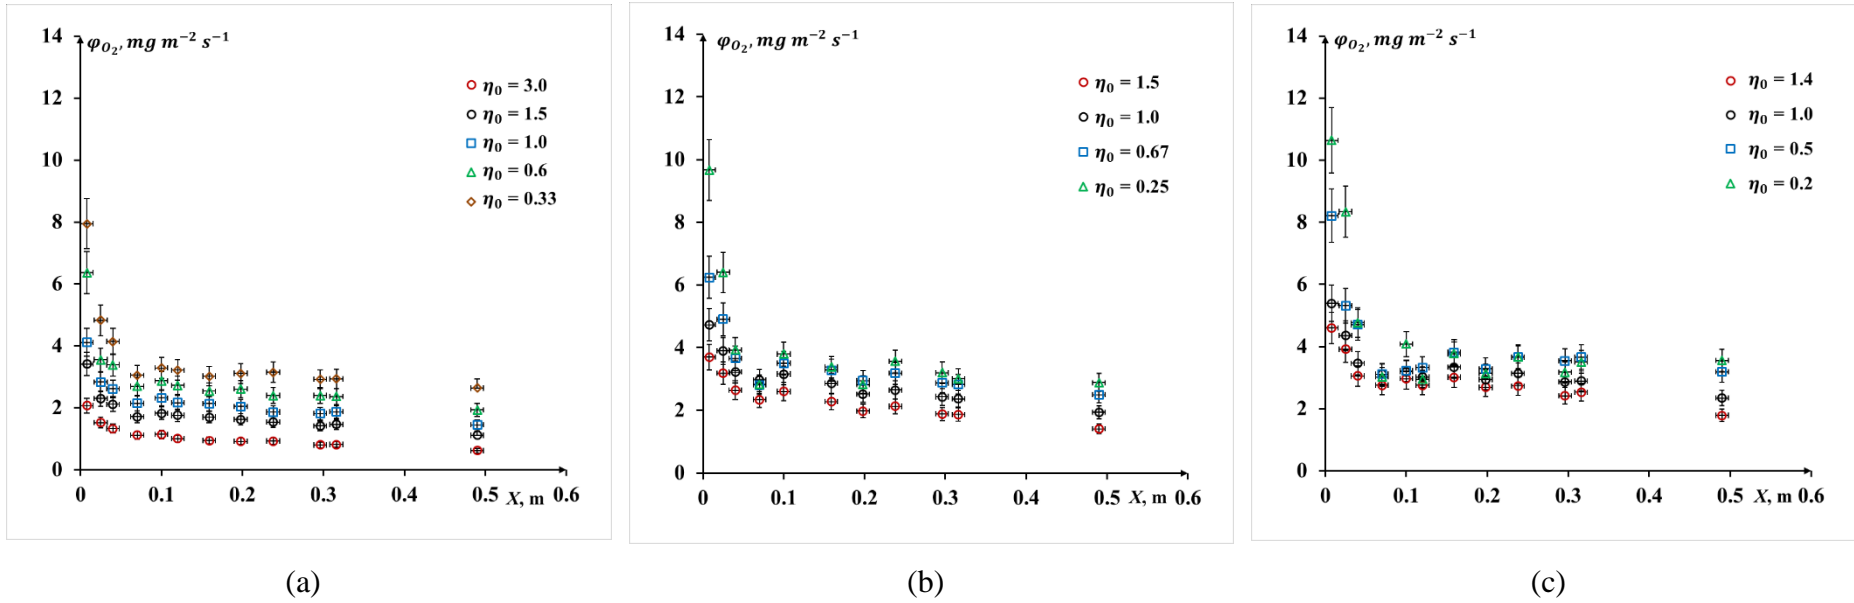 14
φO₂, mg m⁻² s⁻¹
12
10
8
6
4
2
0
η₀ = 3.0
η₀ = 1.5
η₀ = 1.0
η₀ = 0.6
η₀ = 0.33
0 0.1 0.2 0.3 0.4 0.5 X, m 0.6
(a)
14
φO₂, mg m⁻² s⁻¹
12
10
8
6
4
2
0
η₀ = 1.5
η₀ = 1.0
η₀ = 0.67
η₀ = 0.25
0 0.1 0.2 0.3 0.4 0.5 X, m 0.6
(b)
14
φO₂, mg m⁻² s⁻¹
12
10
8
6
4
2
0
η₀ = 1.4
η₀ = 1.0
η₀ = 0.5
η₀ = 0.2
0 0.1 0.2 0.3 0.4 0.5 X, m 0.6
(c)